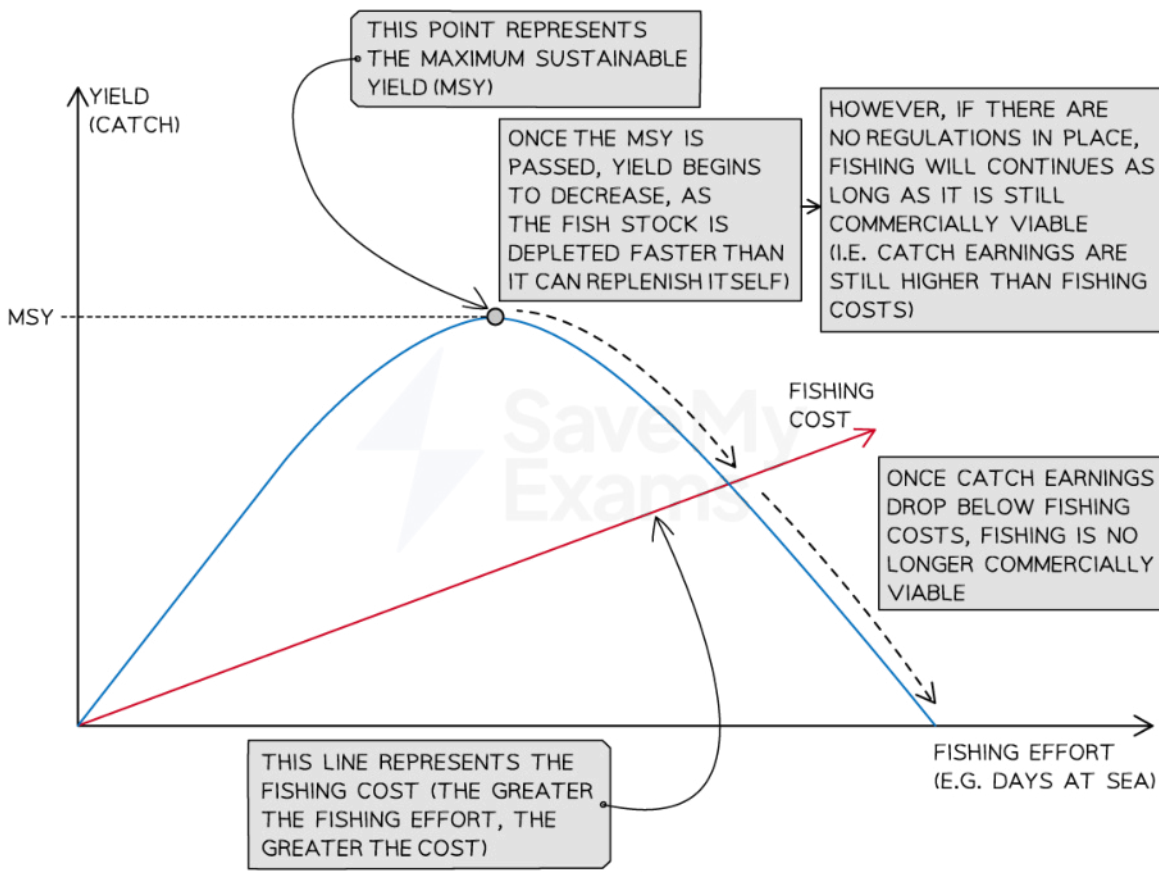 THIS POINT REPRESENTS
THE MAXIMUM SUSTAINABLE
YIELD (MSY)
YIELD
(CATCH)
ONCE THE MSY IS
PASSED, YIELD BEGINS
TO DECREASE, AS
THE FISH STOCK IS
DEPLETED FASTER THAN
IT CAN REPLENISH ITSELF)
HOWEVER, IF THERE ARE
NO REGULATIONS IN PLACE,
FISHING WILL CONTINUES AS
LONG AS IT IS STILL
COMMERCIALLY VIABLE
(I.E. CATCH EARNINGS ARE
STILL HIGHER THAN FISHING
COSTS)
MSY
FISHING
COST
SaveMy
Exams
ONCE CATCH EARNINGS
DROP BELOW FISHING
COSTS, FISHING IS NO
LONGER COMMERCIALLY
VIABLE
THIS LINE REPRESENTS THE
FISHING COST (THE GREATER
THE FISHING EFFORT, THE
GREATER THE COST)
FISHING EFFORT
(E.G. DAYS AT SEA)